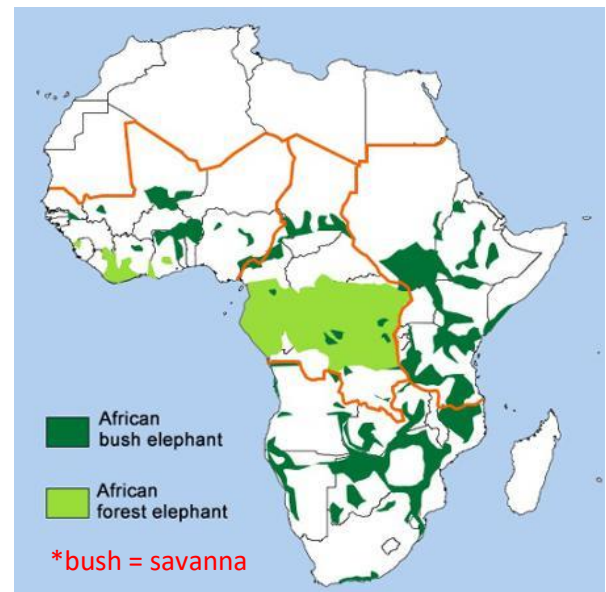 African
bush elephant
African
forest elephant
*bush = savanna